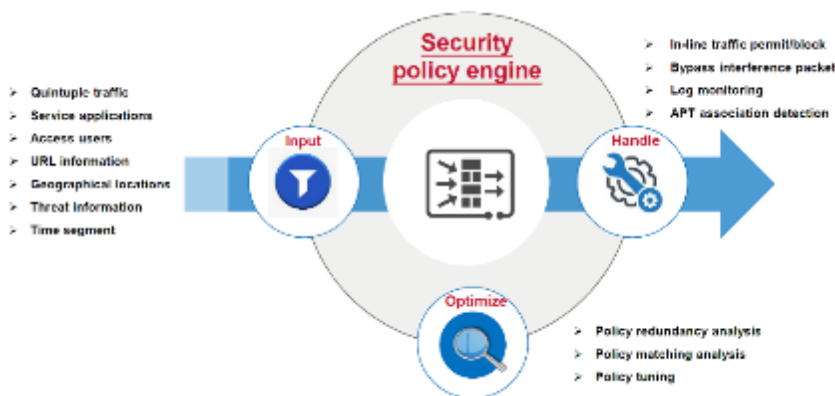 Security
policy engine
Input
Quintuple traffic
Service applications
Access users
URL information
Geographical locations
Threat information
Time segment
Handle
In-line traffic permit/block
Bypass interference packet
Log monitoring
APT association detection
Optimize
Policy redundancy analysis
Policy matching analysis
Policy tuning